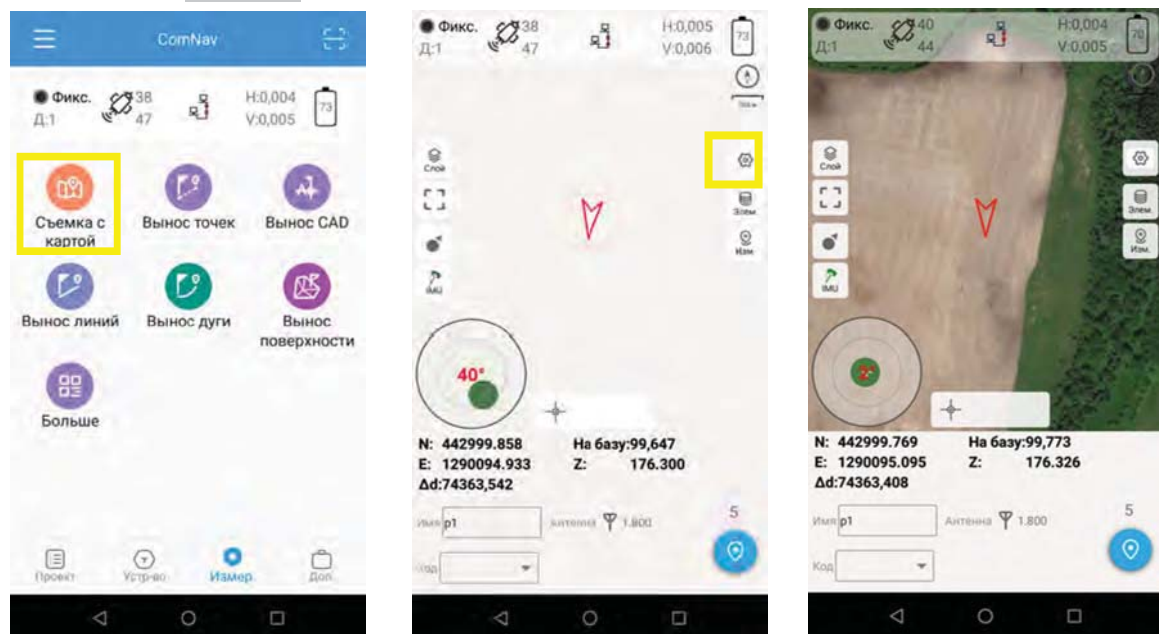 ComNav
Фикс.
Д:1
38
47
H:0,004
V:0,005
73
Съемка с
картой
Вынос точек
Вынос CAD
Вынос линий
Вынос дуги
Вынос
поверхности
Больше
Проект
Устр-во
Измер.
Доп.
Фикс.
Д:1
38
47
H:0,005
V:0,006
73
Слой
Элем.
Изм.
IMU
40°
N: 442999.858
На базу:99,647
E: 1290094.933
Z: 176.300
Δd:74363,542
Имя
p1
Антенна
1.800
5
Код
Фикс.
Д:1
40
44
H:0,004
V:0,005
70
Слой
Элем.
Изм.
IMU
2°
N: 442999.769
На базу:99,773
E: 1290095.095
Z: 176.326
Δd:74363,408
Имя
p1
Антенна
1.800
5
Код